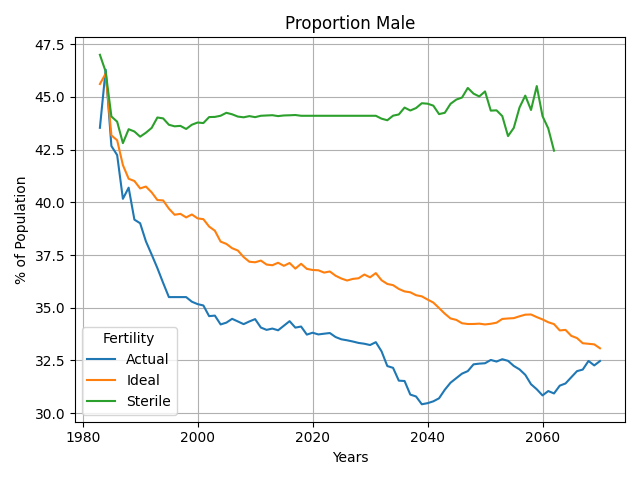 Proportion Male
% of Population
47.5
45.0
42.5
40.0
37.5
35.0
32.5
30.0
Fertility
Actual
Ideal
Sterile
1980
2000
2020
2040
2060
Years